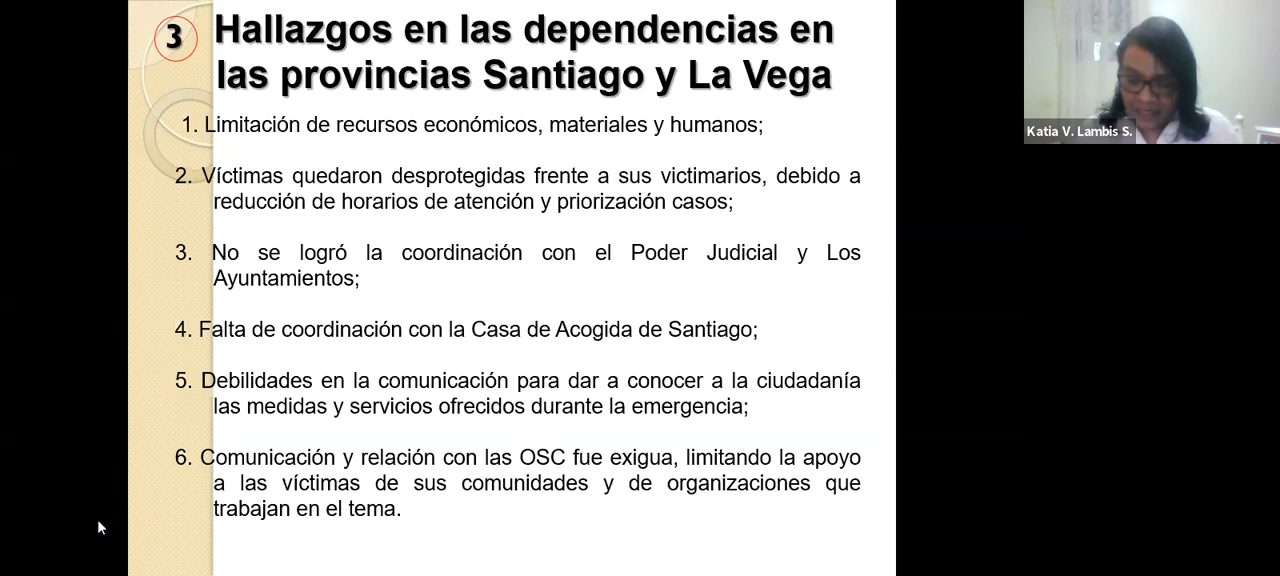 3 Hallazgos en las dependencias en
las provincias Santiago y La Vega
1. Limitación de recursos económicos, materiales y humanos;
2. Víctimas quedaron desprotegidas frente a sus victimarios, debido a
reducción de horarios de atención y priorización casos;
3. No se logró la coordinación con el Poder Judicial y Los
Ayuntamientos;
4. Falta de coordinación con la Casa de Acogida de Santiago;
5. Debilidades en la comunicación para dar a conocer a la ciudadanía
las medidas y servicios ofrecidos durante la emergencia;
6. Comunicación y relación con las OSC fue exigua, limitando la apoyo
a las víctimas de sus comunidades y de organizaciones que
trabajan en el tema.
Katia V. Lambis S.